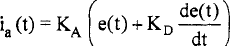 i_a(t) = K_A ( e(t) + K_D de(t)/dt )